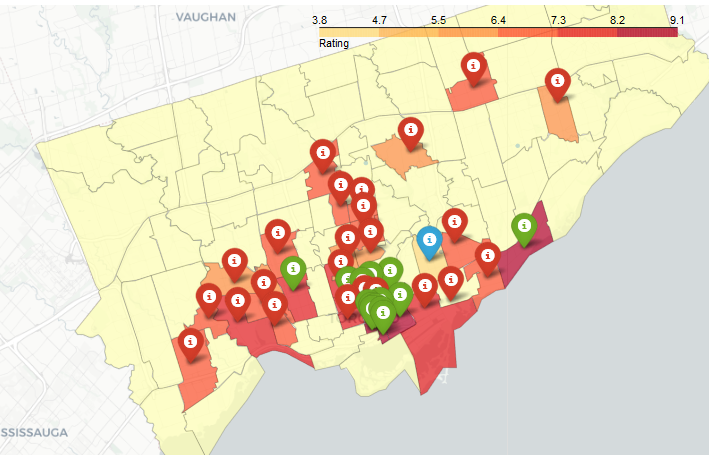 VAUGHAN
3.8 4.7 5.5 6.4 7.3 8.2 9.1
Rating
SSISSAUGA